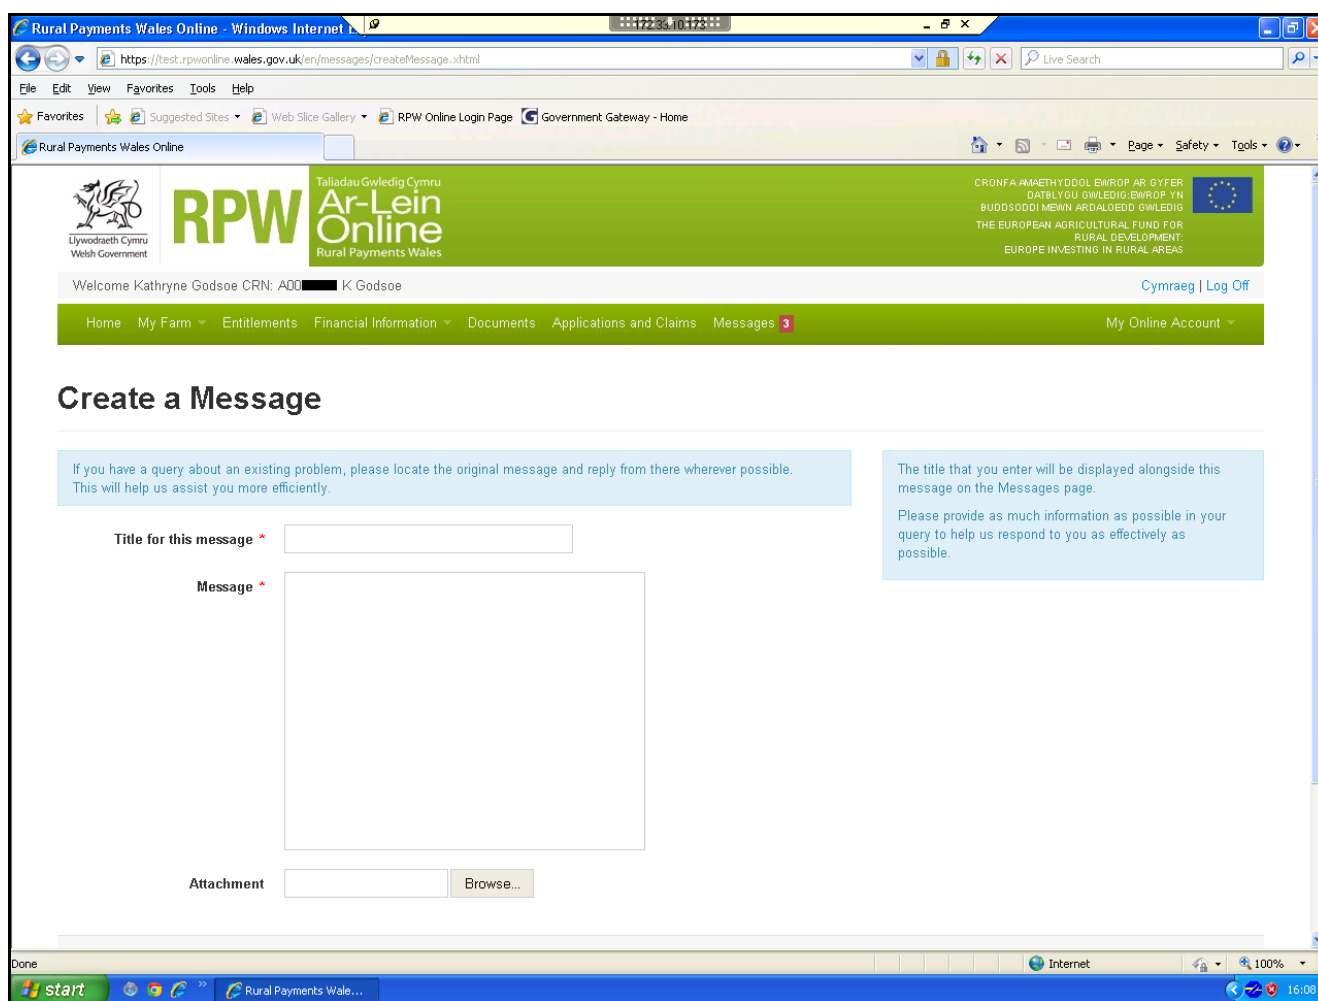 Rural Payments Wales Online - Windows Internet
172.33.10.173
https://test.rpwonline.wales.gov.uk/en/messages/createMessage.xhtml
Live Search
File Edit View Favorites Tools Help
Favorites Suggested Sites Web Slice Gallery RPW Online Login Page Government Gateway - Home
Rural Payments Wales Online
Page Safety Tools
Llywodraeth Cymru
Welsh Government
RPW
Taliadau Gwledig Cymru
Ar-Lein
Online
Rural Payments Wales
CRONFA AMAETHYDDOL EWROP AR GYFER
DATBLYGU GWLEDIG:EWROP YN
BUDDSODDI MEWN ARDALOEDD GWLEDIG
THE EUROPEAN AGRICULTURAL FUND FOR
RURAL DEVELOPMENT:
EUROPE INVESTING IN RURAL AREAS
Welcome Kathryne Godsoe CRN: A00 K Godsoe
Cymraeg | Log Off
Home My Farm Entitlements Financial Information Documents Applications and Claims Messages 3
My Online Account
Create a Message
If you have a query about an existing problem, please locate the original message and reply from there wherever possible.
This will help us assist you more efficiently.
The title that you enter will be displayed alongside this
message on the Messages page.
Please provide as much information as possible in your
query to help us respond to you as effectively as
possible.
Title for this message *
Message *
Attachment
Browse...
Done
Internet
100%
start
Rural Payments Wale...
16:08